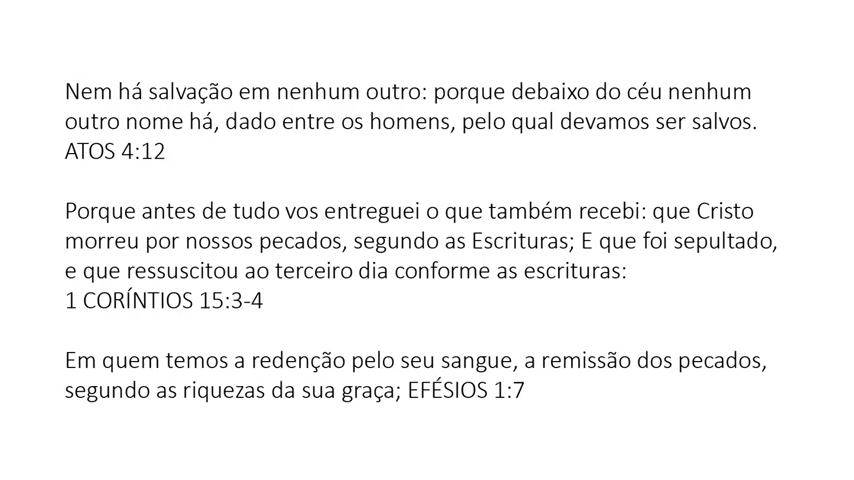 Nem há salvação em nenhum outro: porque debaixo do céu nenhum
outro nome há, dado entre os homens, pelo qual devamos ser salvos.
ATOS 4:12
Porque antes de tudo vos entreguei o que também recebi: que Cristo
morreu por nossos pecados, segundo as Escrituras; E que foi sepultado,
e que ressuscitou ao terceiro dia conforme as escrituras:
1 CORÍNTIOS 15:3-4
Em quem temos a redenção pelo seu sangue, a remissão dos pecados,
segundo as riquezas da sua graça; EFÉSIOS 1:7